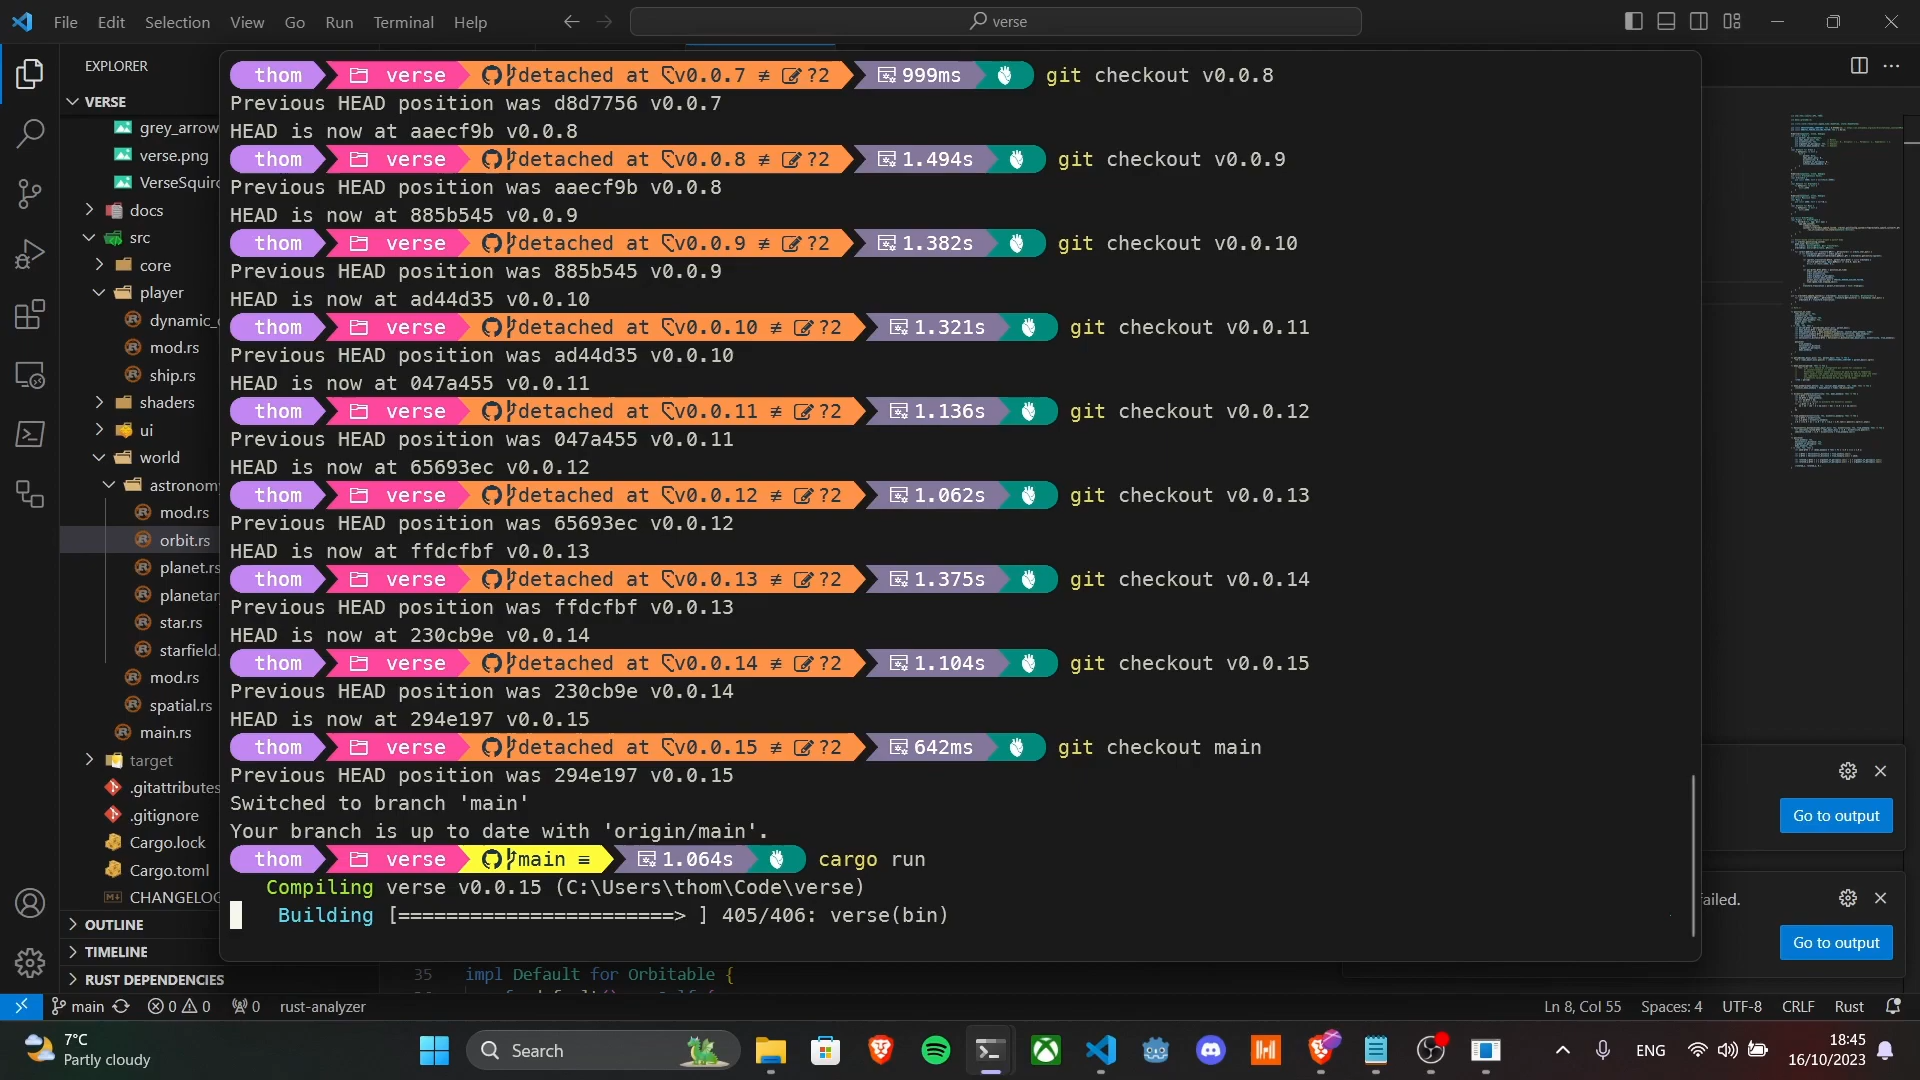 File Edit Selection View Go Run Terminal Help
verse
EXPLORER
VERSE
grey_arrow
verse.png
VerseSquir
docs
src
core
player
dynamic_
mod.rs
ship.rs
shaders
ui
world
astronom
mod.rs
orbit.rs
planet.rs
planetar
star.rs
starfield.
mod.rs
spatial.rs
main.rs
target
.gitattributes
.gitignore
Cargo.lock
Cargo.toml
CHANGELOG
OUTLINE
TIMELINE
RUST DEPENDENCIES
thom verse detached at v0.0.7 ≢ ?2 999ms git checkout v0.0.8
Previous HEAD position was d8d7756 v0.0.7
HEAD is now at aaecf9b v0.0.8
thom verse detached at v0.0.8 ≢ ?2 1.494s git checkout v0.0.9
Previous HEAD position was aaecf9b v0.0.8
HEAD is now at 885b545 v0.0.9
thom verse detached at v0.0.9 ≢ ?2 1.382s git checkout v0.0.10
Previous HEAD position was 885b545 v0.0.9
HEAD is now at ad44d35 v0.0.10
thom verse detached at v0.0.10 ≢ ?2 1.321s git checkout v0.0.11
Previous HEAD position was ad44d35 v0.0.10
HEAD is now at 047a455 v0.0.11
thom verse detached at v0.0.11 ≢ ?2 1.136s git checkout v0.0.12
Previous HEAD position was 047a455 v0.0.11
HEAD is now at 65693ec v0.0.12
thom verse detached at v0.0.12 ≢ ?2 1.062s git checkout v0.0.13
Previous HEAD position was 65693ec v0.0.12
HEAD is now at ffdcfbf v0.0.13
thom verse detached at v0.0.13 ≢ ?2 1.375s git checkout v0.0.14
Previous HEAD position was ffdcfbf v0.0.13
HEAD is now at 230cb9e v0.0.14
thom verse detached at v0.0.14 ≢ ?2 1.104s git checkout v0.0.15
Previous HEAD position was 230cb9e v0.0.14
HEAD is now at 294e197 v0.0.15
thom verse detached at v0.0.15 ≢ ?2 642ms git checkout main
Previous HEAD position was 294e197 v0.0.15
Switched to branch 'main'
Your branch is up to date with 'origin/main'.
thom verse main ≡ 1.064s cargo run
Compiling verse v0.0.15 (C:\Users\thom\Code\verse)
Building [=======================> ] 405/406: verse(bin)
35 impl Default for Orbitable {
Go to output
ailed.
Go to output
main 0 0 0 rust-analyzer
Ln 8, Col 55 Spaces: 4 UTF-8 CRLF Rust
7°C
Partly cloudy
Search
ENG
18:45
16/10/2023